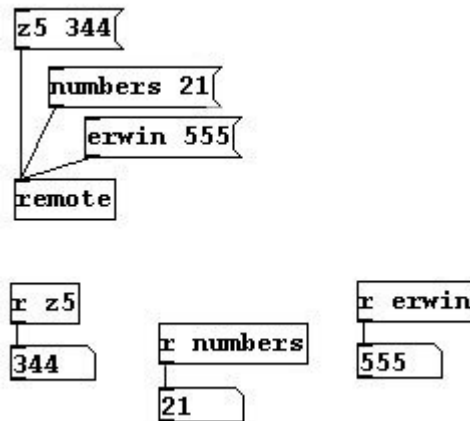 z5 344
numbers 21
erwin 555
remote
r z5
344
r numbers
21
r erwin
555